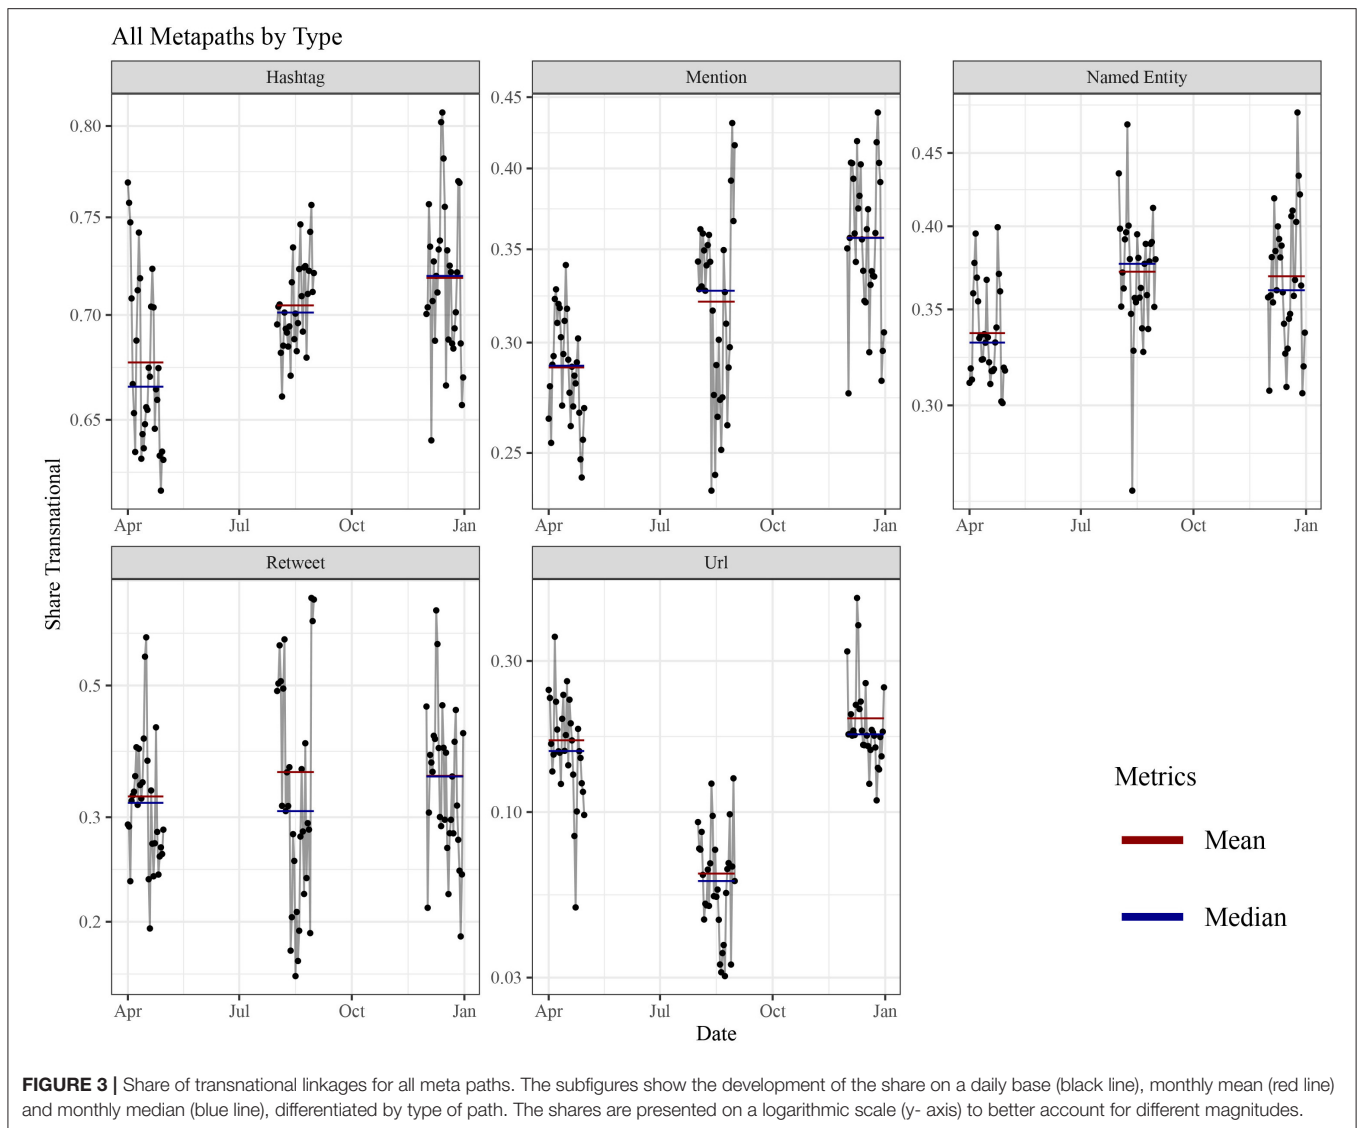 All Metapaths by Type
Hashtag
Mention
Named Entity
0.80
0.75
0.70
0.65
0.45
0.40
0.35
0.30
0.25
0.45
0.40
0.35
0.30
Apr Jul Oct Jan
Apr Jul Oct Jan
Apr Jul Oct Jan
Share Transnational
Retweet
Url
0.5
0.3
0.2
0.30
0.10
0.03
Apr Jul Oct Jan
Apr Jul Oct Jan
Date
Metrics
Mean
Median
FIGURE 3 | Share of transnational linkages for all meta paths. The subfigures show the development of the share on a daily base (black line), monthly mean (red line)
and monthly median (blue line), differentiated by type of path. The shares are presented on a logarithmic scale (y- axis) to better account for different magnitudes.